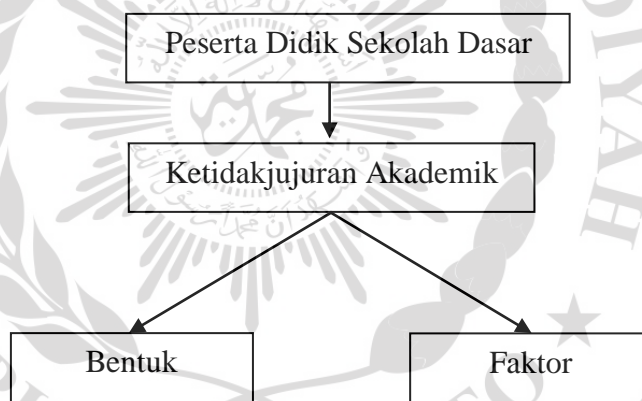 Peserta Didik Sekolah Dasar
Ketidakjujuran Akademik
Bentuk
Faktor